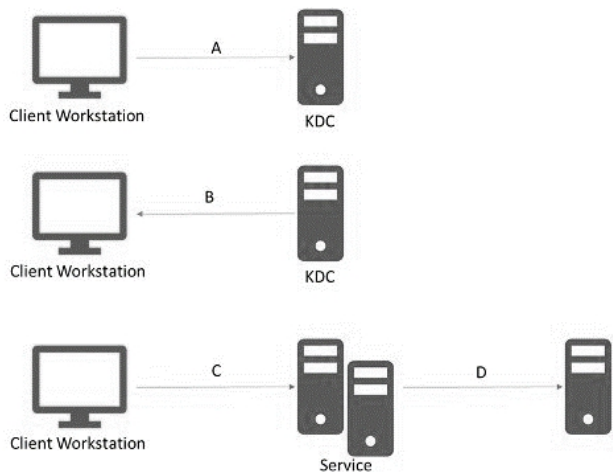 A
Client Workstation
KDC
B
Client Workstation
KDC
C
D
Client Workstation
Service